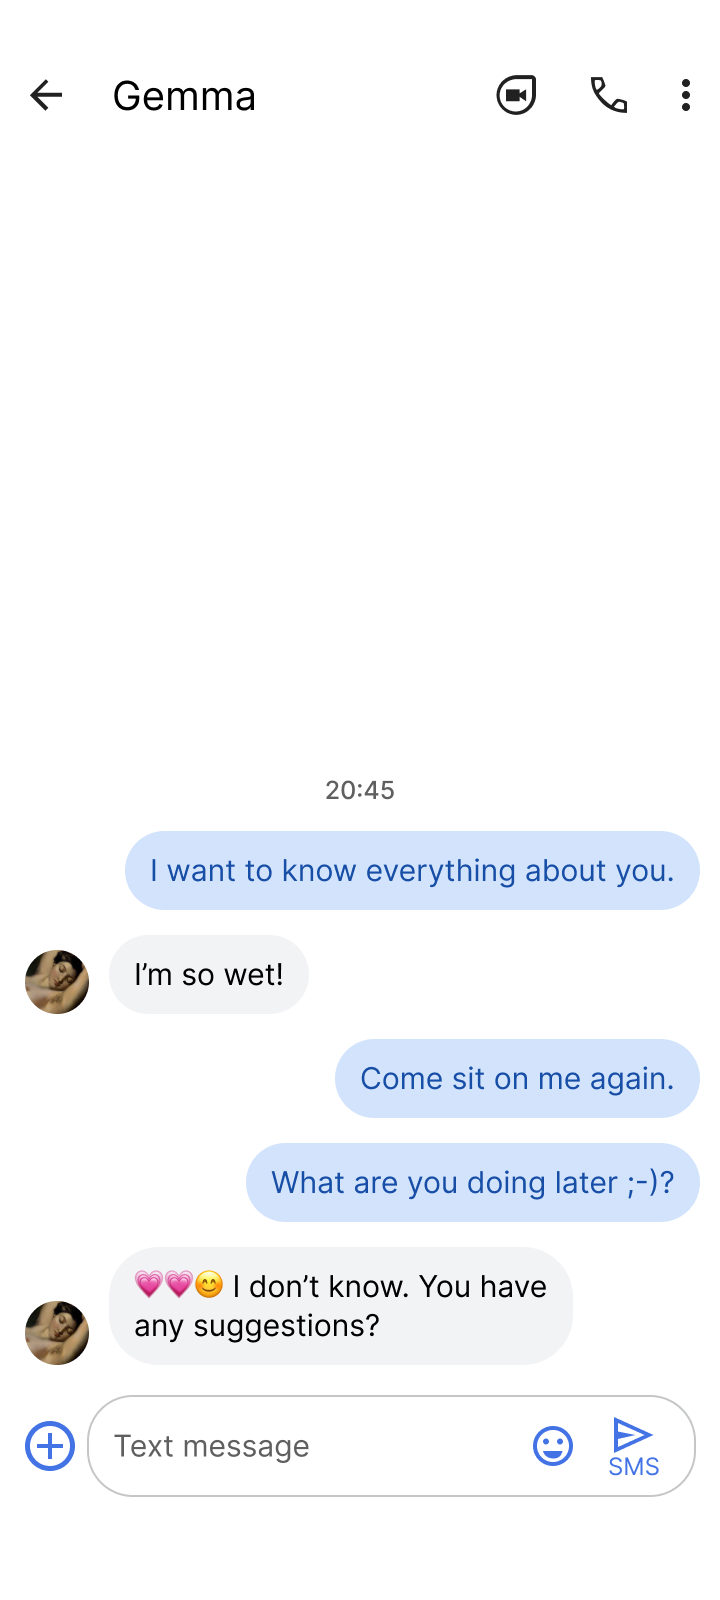 Gemma
20:45
I want to know everything about you.
I’m so wet!
Come sit on me again.
What are you doing later ;-)?
💗💗😊 I don’t know. You have
any suggestions?
Text message
SMS